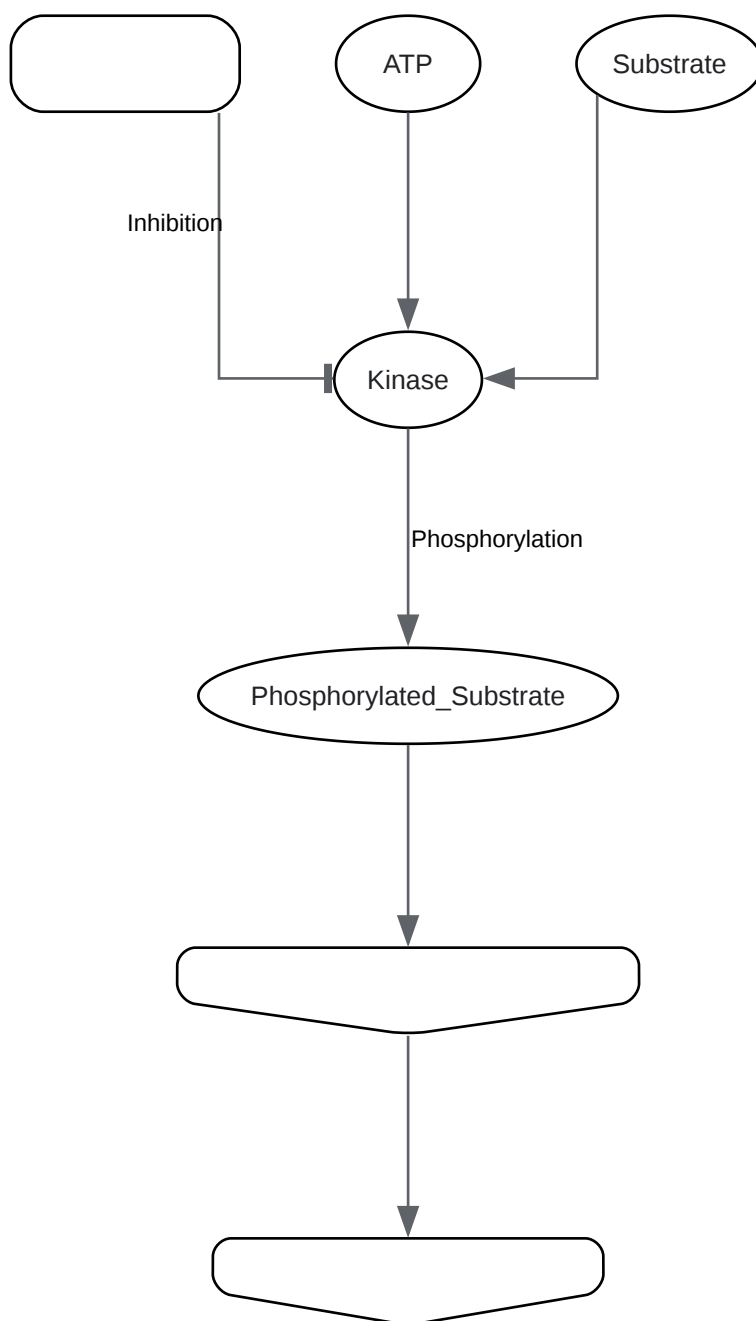 ATP
Substrate
Inhibition
Kinase
Phosphorylation
Phosphorylated_Substrate